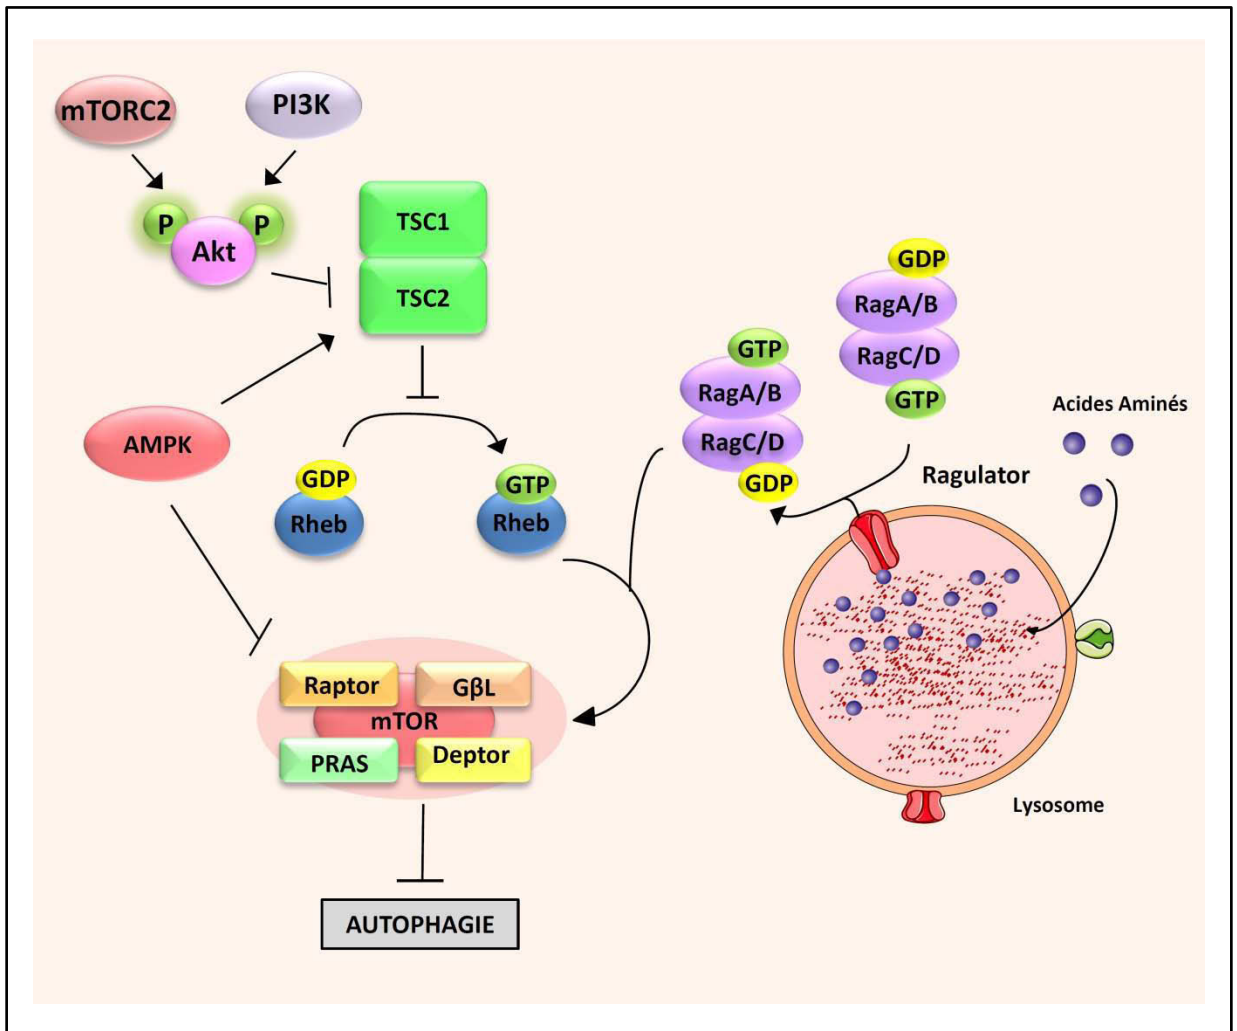 mTORC2
PI3K
P
P
Akt
TSC1
TSC2
AMPK
GDP
Rheb
GTP
Rheb
GTP
RagA/B
RagC/D
GDP
GDP
RagA/B
RagC/D
GTP
Acides Aminés
Ragulator
Lysosome
Raptor
GβL
mTOR
PRAS
Deptor
AUTOPHAGIE